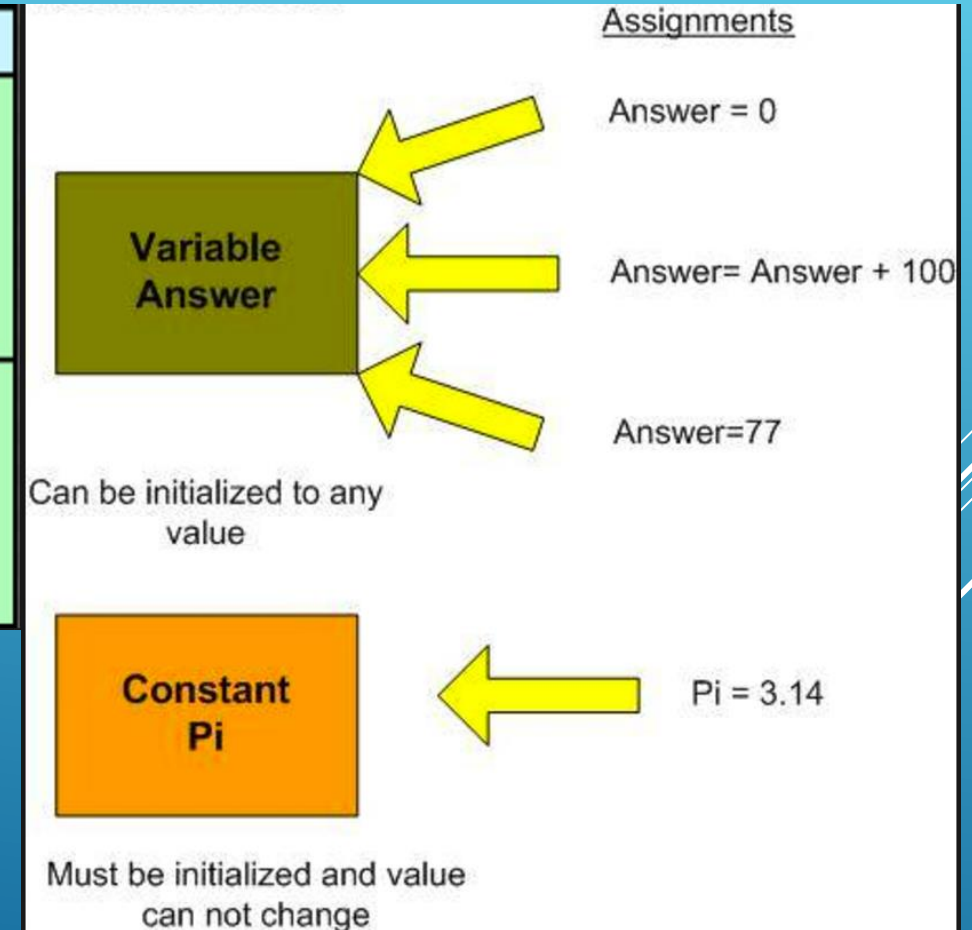 Assignments
Answer = 0
Variable
Answer
Answer= Answer + 100
Answer=77
Can be initialized to any
value
Constant
Pi
Pi = 3.14
Must be initialized and value
can not change